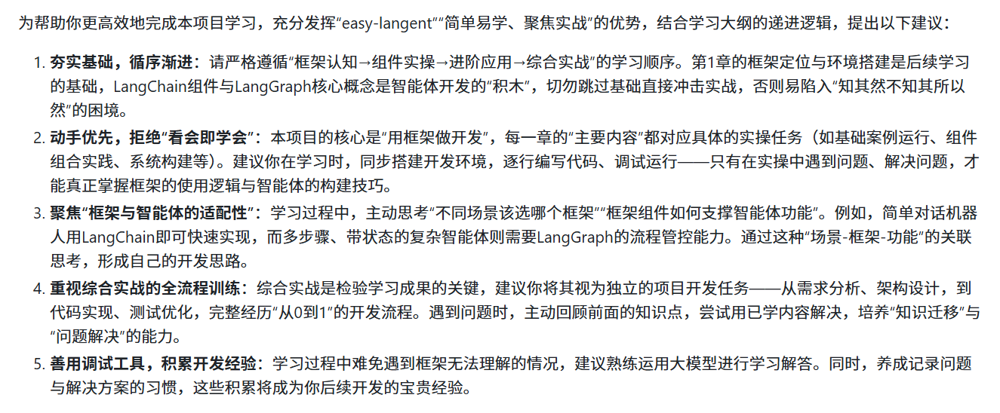 为帮助你更高效地完成本项目学习，充分发挥“easy-langent”“简单易学、聚焦实战”的优势，结合学习大纲的递进逻辑，提出以下建议：
1. 夯实基础，循序渐进：请严格遵循“框架认知→组件实操→进阶应用→综合实战”的学习顺序。第1章的框架定位与环境搭建是后续学习
的基础，LangChain组件与LangGraph核心概念是智能体开发的“积木”，切勿跳过基础直接冲击实战，否则易陷入“知其然不知其所以
然”的困境。
2. 动手优先，拒绝“看会即学会”：本项目的核心是“用框架做开发”，每一章的“主要内容”都对应具体的实操任务（如基础案例运行、组件
组合实践、系统构建等）。建议你在学习时，同步搭建开发环境，逐行编写代码、调试运行——只有在实操中遇到问题、解决问题，才
能真正掌握框架的使用逻辑与智能体的构建技巧。
3. 聚焦“框架与智能体的适配性”：学习过程中，主动思考“不同场景该选哪个框架”“框架组件如何支撑智能体功能”。例如，简单对话机器
人用LangChain即可快速实现，而多步骤、带状态的复杂智能体则需要LangGraph的流程管控能力。通过这种“场景-框架-功能”的关联
思考，形成自己的开发思路。
4. 重视综合实战的全流程训练：综合实战是检验学习成果的关键，建议你将其视为独立的项目开发任务——从需求分析、架构设计，到
代码实现、测试优化，完整经历“从0到1”的开发流程。遇到问题时，主动回顾前面的知识点，尝试用已学内容解决，培养“知识迁移”与
“问题解决”的能力。
5. 善用调试工具，积累开发经验：学习过程中难免遇到框架无法理解的情况，建议熟练运用大模型进行学习解答。同时，养成记录问题
与解决方案的习惯，这些积累将成为你后续开发的宝贵经验。